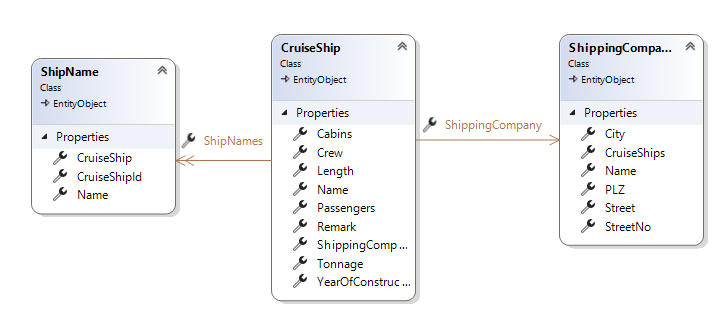 ShipName
Class
EntityObject
Properties
CruiseShip
CruiseShipId
Name
ShipNames
CruiseShip
Class
EntityObject
Properties
Cabins
Crew
Length
Name
Passengers
Remark
ShippingComp ...
Tonnage
YearOfConstruc ...
ShippingCompany
ShippingCompa...
Class
EntityObject
Properties
City
CruiseShips
Name
PLZ
Street
StreetNo